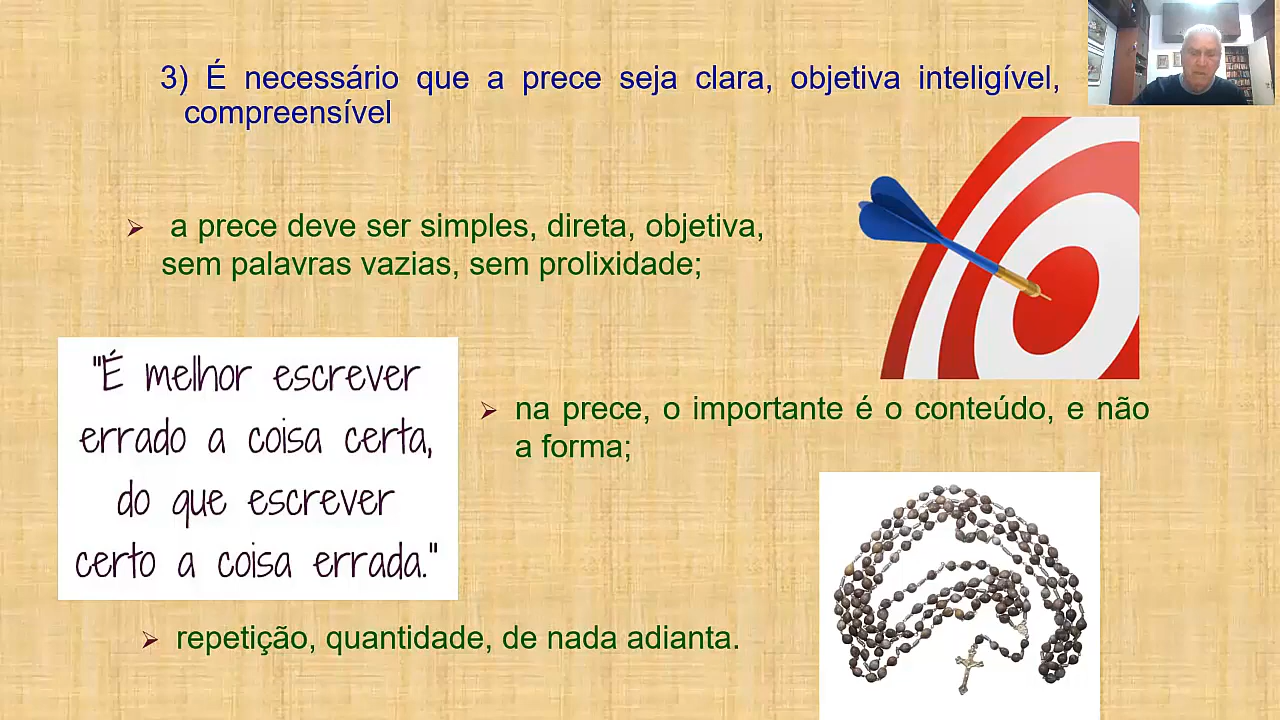 3) É necessário que a prece seja clara, objetiva inteligível,
compreensível
➢ a prece deve ser simples, direta, objetiva,
sem palavras vazias, sem prolixidade;
"É melhor escrever
errado a coisa certa,
do que escrever
certo a coisa errada."
➢ na prece, o importante é o conteúdo, e não
a forma;
➢ repetição, quantidade, de nada adianta.